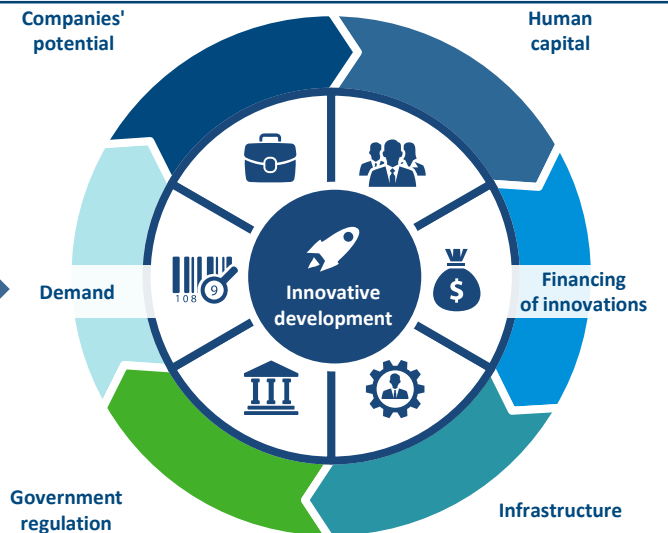 Companies'
potential
Human
capital
108
9
Demand
$
Innovative
development
Financing
of innovations
Government
regulation
Infrastructure